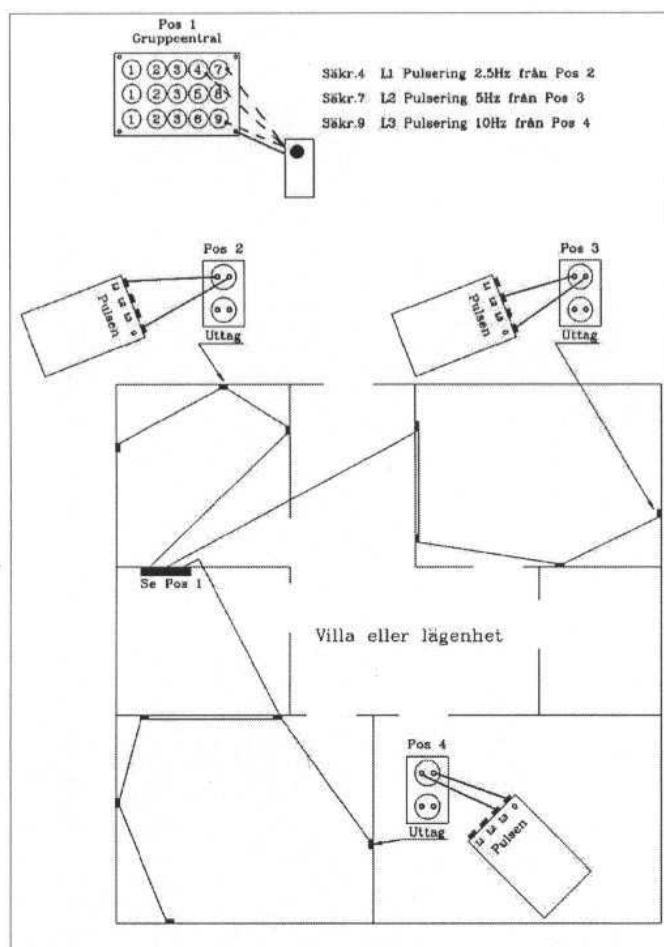 Pos 1
Gruppcentral
1 2 3 4 7
1 2 3 5 8
1 2 3 6 9
Säkr.4 L1 Pulsering 2.5Hz från Pos 2
Säkr.7 L2 Pulsering 5Hz från Pos 3
Säkr.9 L3 Pulsering 10Hz från Pos 4
Pos 2
L1 L2 L3 0
Pulsen
Uttag
Pos 3
L1 L2 L3 0
Pulsen
Uttag
Se Pos 1
Villa eller lägenhet
Pos 4
Uttag
L1 L2 L3 0
Pulsen